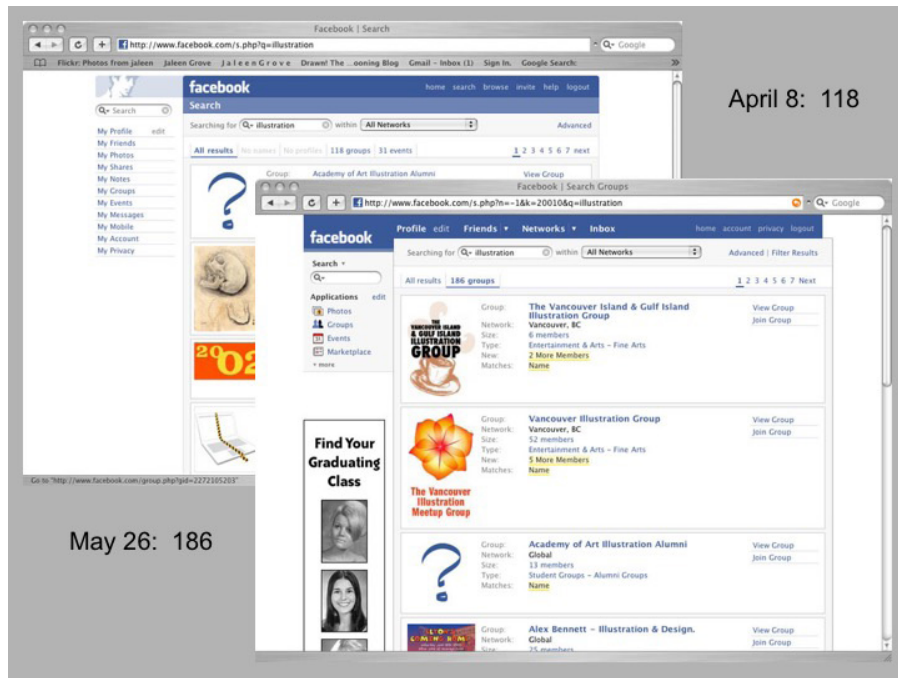 Facebook | Search
http://www.facebook.com/s.php?q=illustration
Google
Flickr: Photos from jaleen Jaleen Grove J a l e e n G r o v e Drawn! The ...ooning Blog Gmail - Inbox (1) Sign In. Google Search:
facebook
home search browse invite help logout
Search
Search
Searching for illustration within All Networks
Advanced
My Profile edit
My Friends
My Photos
My Shares
My Notes
My Groups
My Events
My Messages
My Mobile
My Account
My Privacy
All results No names No profiles 118 groups 31 events
1 2 3 4 5 6 7 next
Group: Academy of Art Illustration Alumni
View Group
?
2002
Go to "http://www.facebook.com/group.php?gid=2272105203"
April 8: 118
Facebook | Search Groups
http://www.facebook.com/s.php?n=-1&k=20010&q=illustration
Google
facebook
Profile edit Friends Networks Inbox
home account privacy logout
Search
Searching for illustration within All Networks
Advanced | Filter Results
Applications edit
Photos
Groups
Events
Marketplace
+ more
All results 186 groups
1 2 3 4 5 6 7 Next
THE
VANCOUVER ISLAND
& GULF ISLAND
ILLUSTRATION
GROUP
Group: The Vancouver Island & Gulf Island
Illustration Group
Network: Vancouver, BC
Size: 6 members
Type: Entertainment & Arts - Fine Arts
New: 2 More Members
Matches: Name
View Group
Join Group
The Vancouver
Illustration
Meetup Group
Group: Vancouver Illustration Group
Network: Vancouver, BC
Size: 52 members
Type: Entertainment & Arts - Fine Arts
New: 5 More Members
Matches: Name
View Group
Join Group
?
Group: Academy of Art Illustration Alumni
Network: Global
Size: 13 members
Type: Student Groups - Alumni Groups
Matches: Name
View Group
Join Group
Group: Alex Bennett - Illustration & Design.
Network: Global
Size: 25 members
View Group
Join Group
Find Your
Graduating
Class
May 26: 186